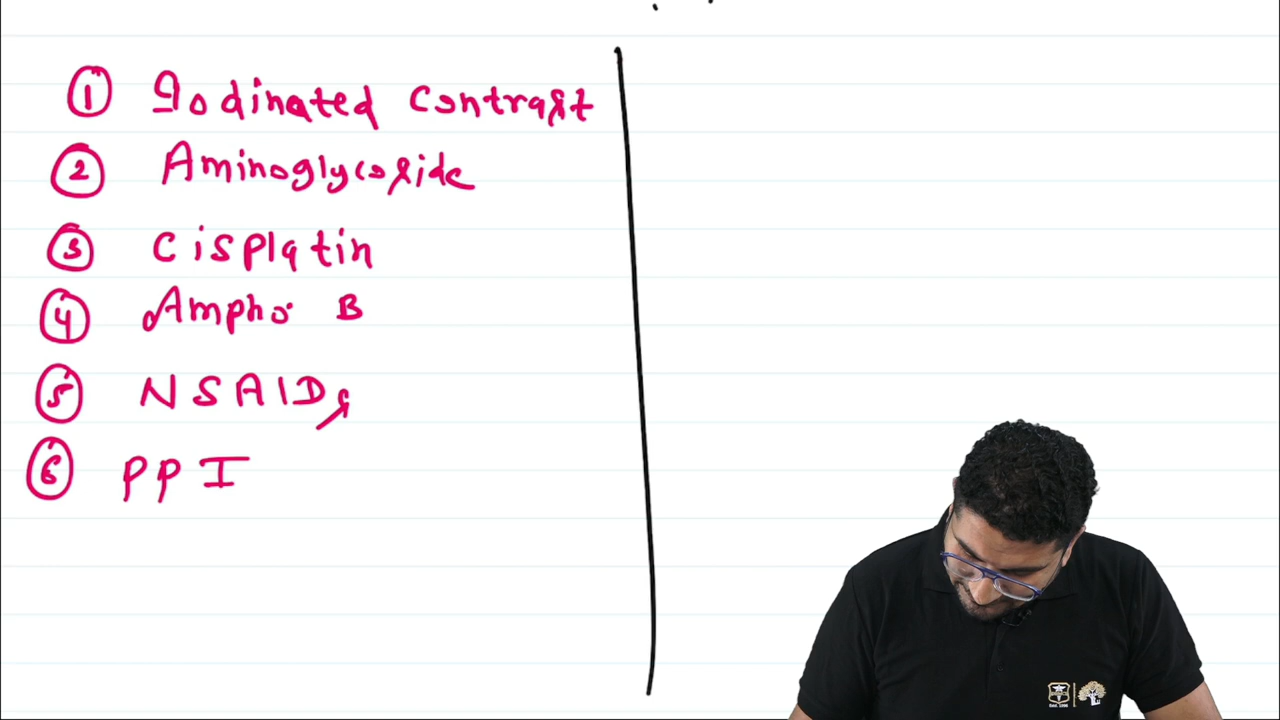 1 Iodinated contrast
2 Aminoglycoside
3 Cisplatin
4 Ampho B
5 NSAIDs
6 PPI